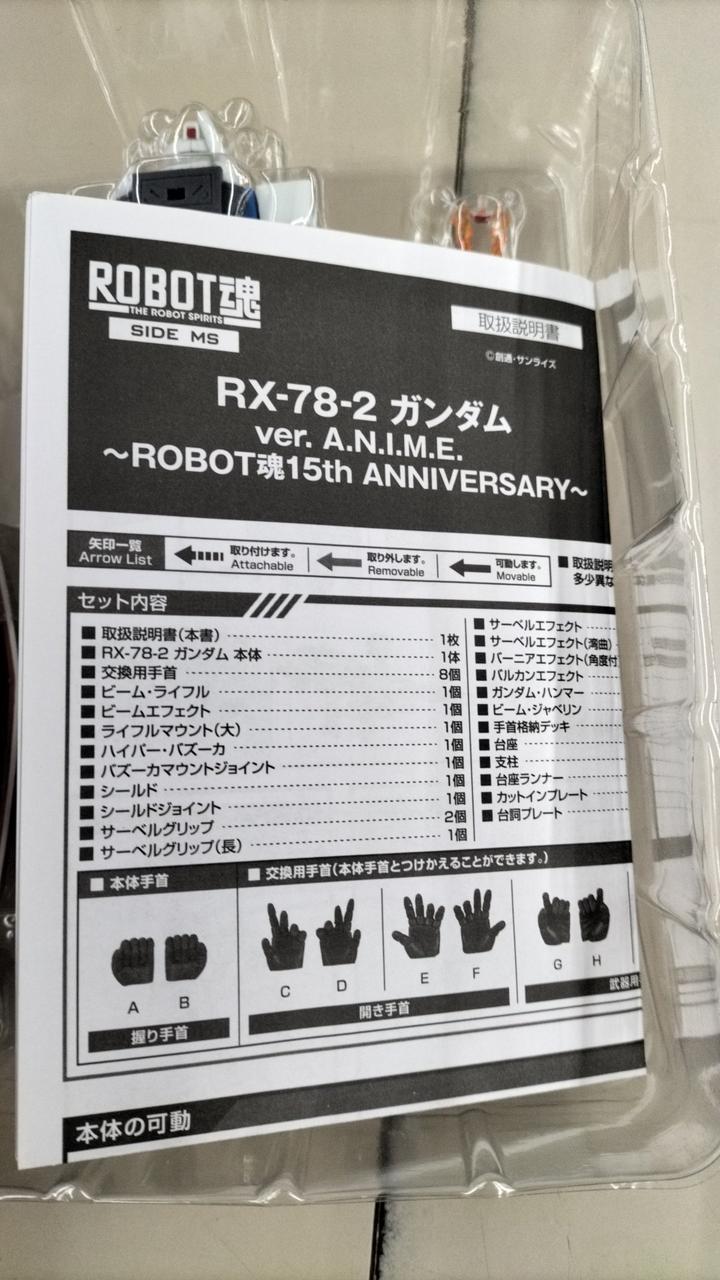 ROBOT魂
THE ROBOT SPIRITS
SIDE MS
取扱説明書
©創通・サンライズ
RX-78-2 ガンダム
ver. A.N.I.M.E.
〜ROBOT魂15th ANNIVERSARY〜
矢印一覧
Arrow List
取り付けます。
Attachable
取り外します。
Removable
可動します。
Movable
■ 取扱説明
多少異な
セット内容
■ 取扱説明書(本書) 1枚
■ RX-78-2 ガンダム 本体 1体
■ 交換用手首 8個
■ ビーム・ライフル 1個
■ ビームエフェクト 1個
■ ライフルマウント(大) 1個
■ ハイパー・バズーカ 1個
■ バズーカマウントジョイント 1個
■ シールド 1個
■ シールドジョイント 1個
■ サーベルグリップ 2個
■ サーベルグリップ(長) 1個
■ サーベルエフェクト
■ サーベルエフェクト(湾曲)
■ バーニアエフェクト(角度付
■ バルカンエフェクト
■ ガンダム・ハンマー
■ ビーム・ジャベリン
■ 手首格納デッキ
■ 台座
■ 支柱
■ 台座ランナー
■ カットインプレート
■ 台詞プレート
■ 本体手首
■ 交換用手首(本体手首とつけかえることができます。)
A B
C D E F
G H
握り手首
開き手首
武器用
本体の可動